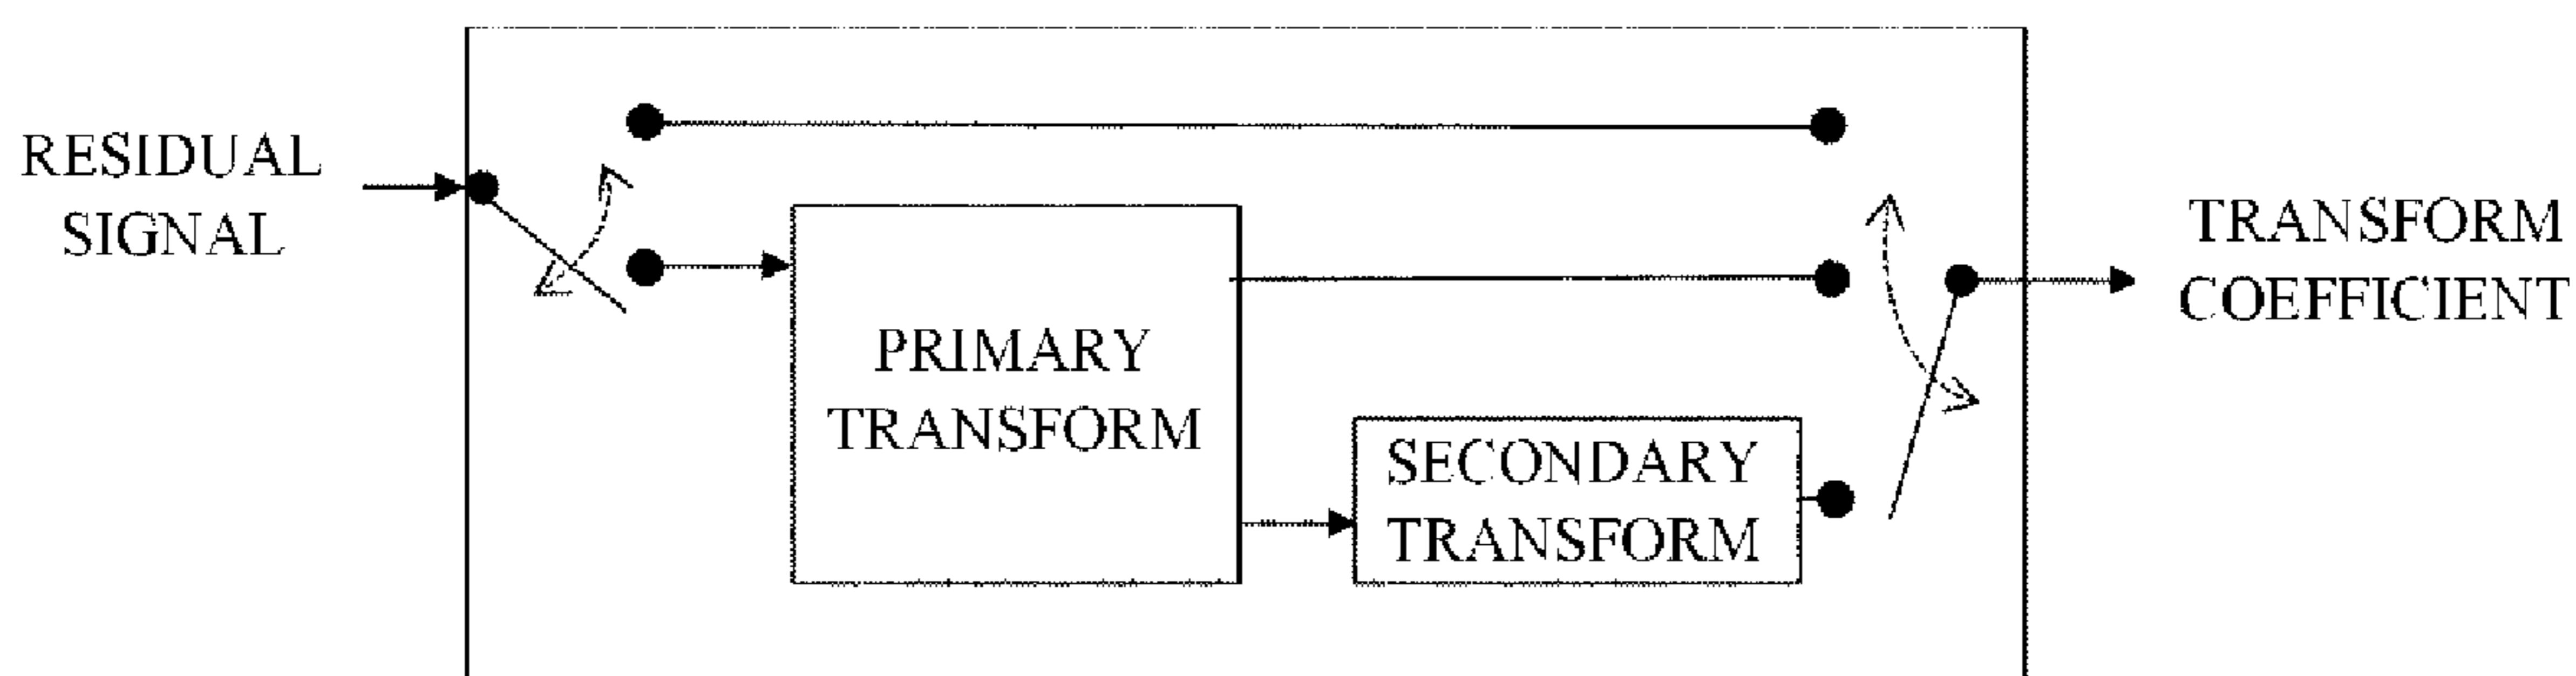 RESIDUAL
SIGNAL
PRIMARY
TRANSFORM
SECONDARY
TRANSFORM
TRANSFORM
COEFFICIENT